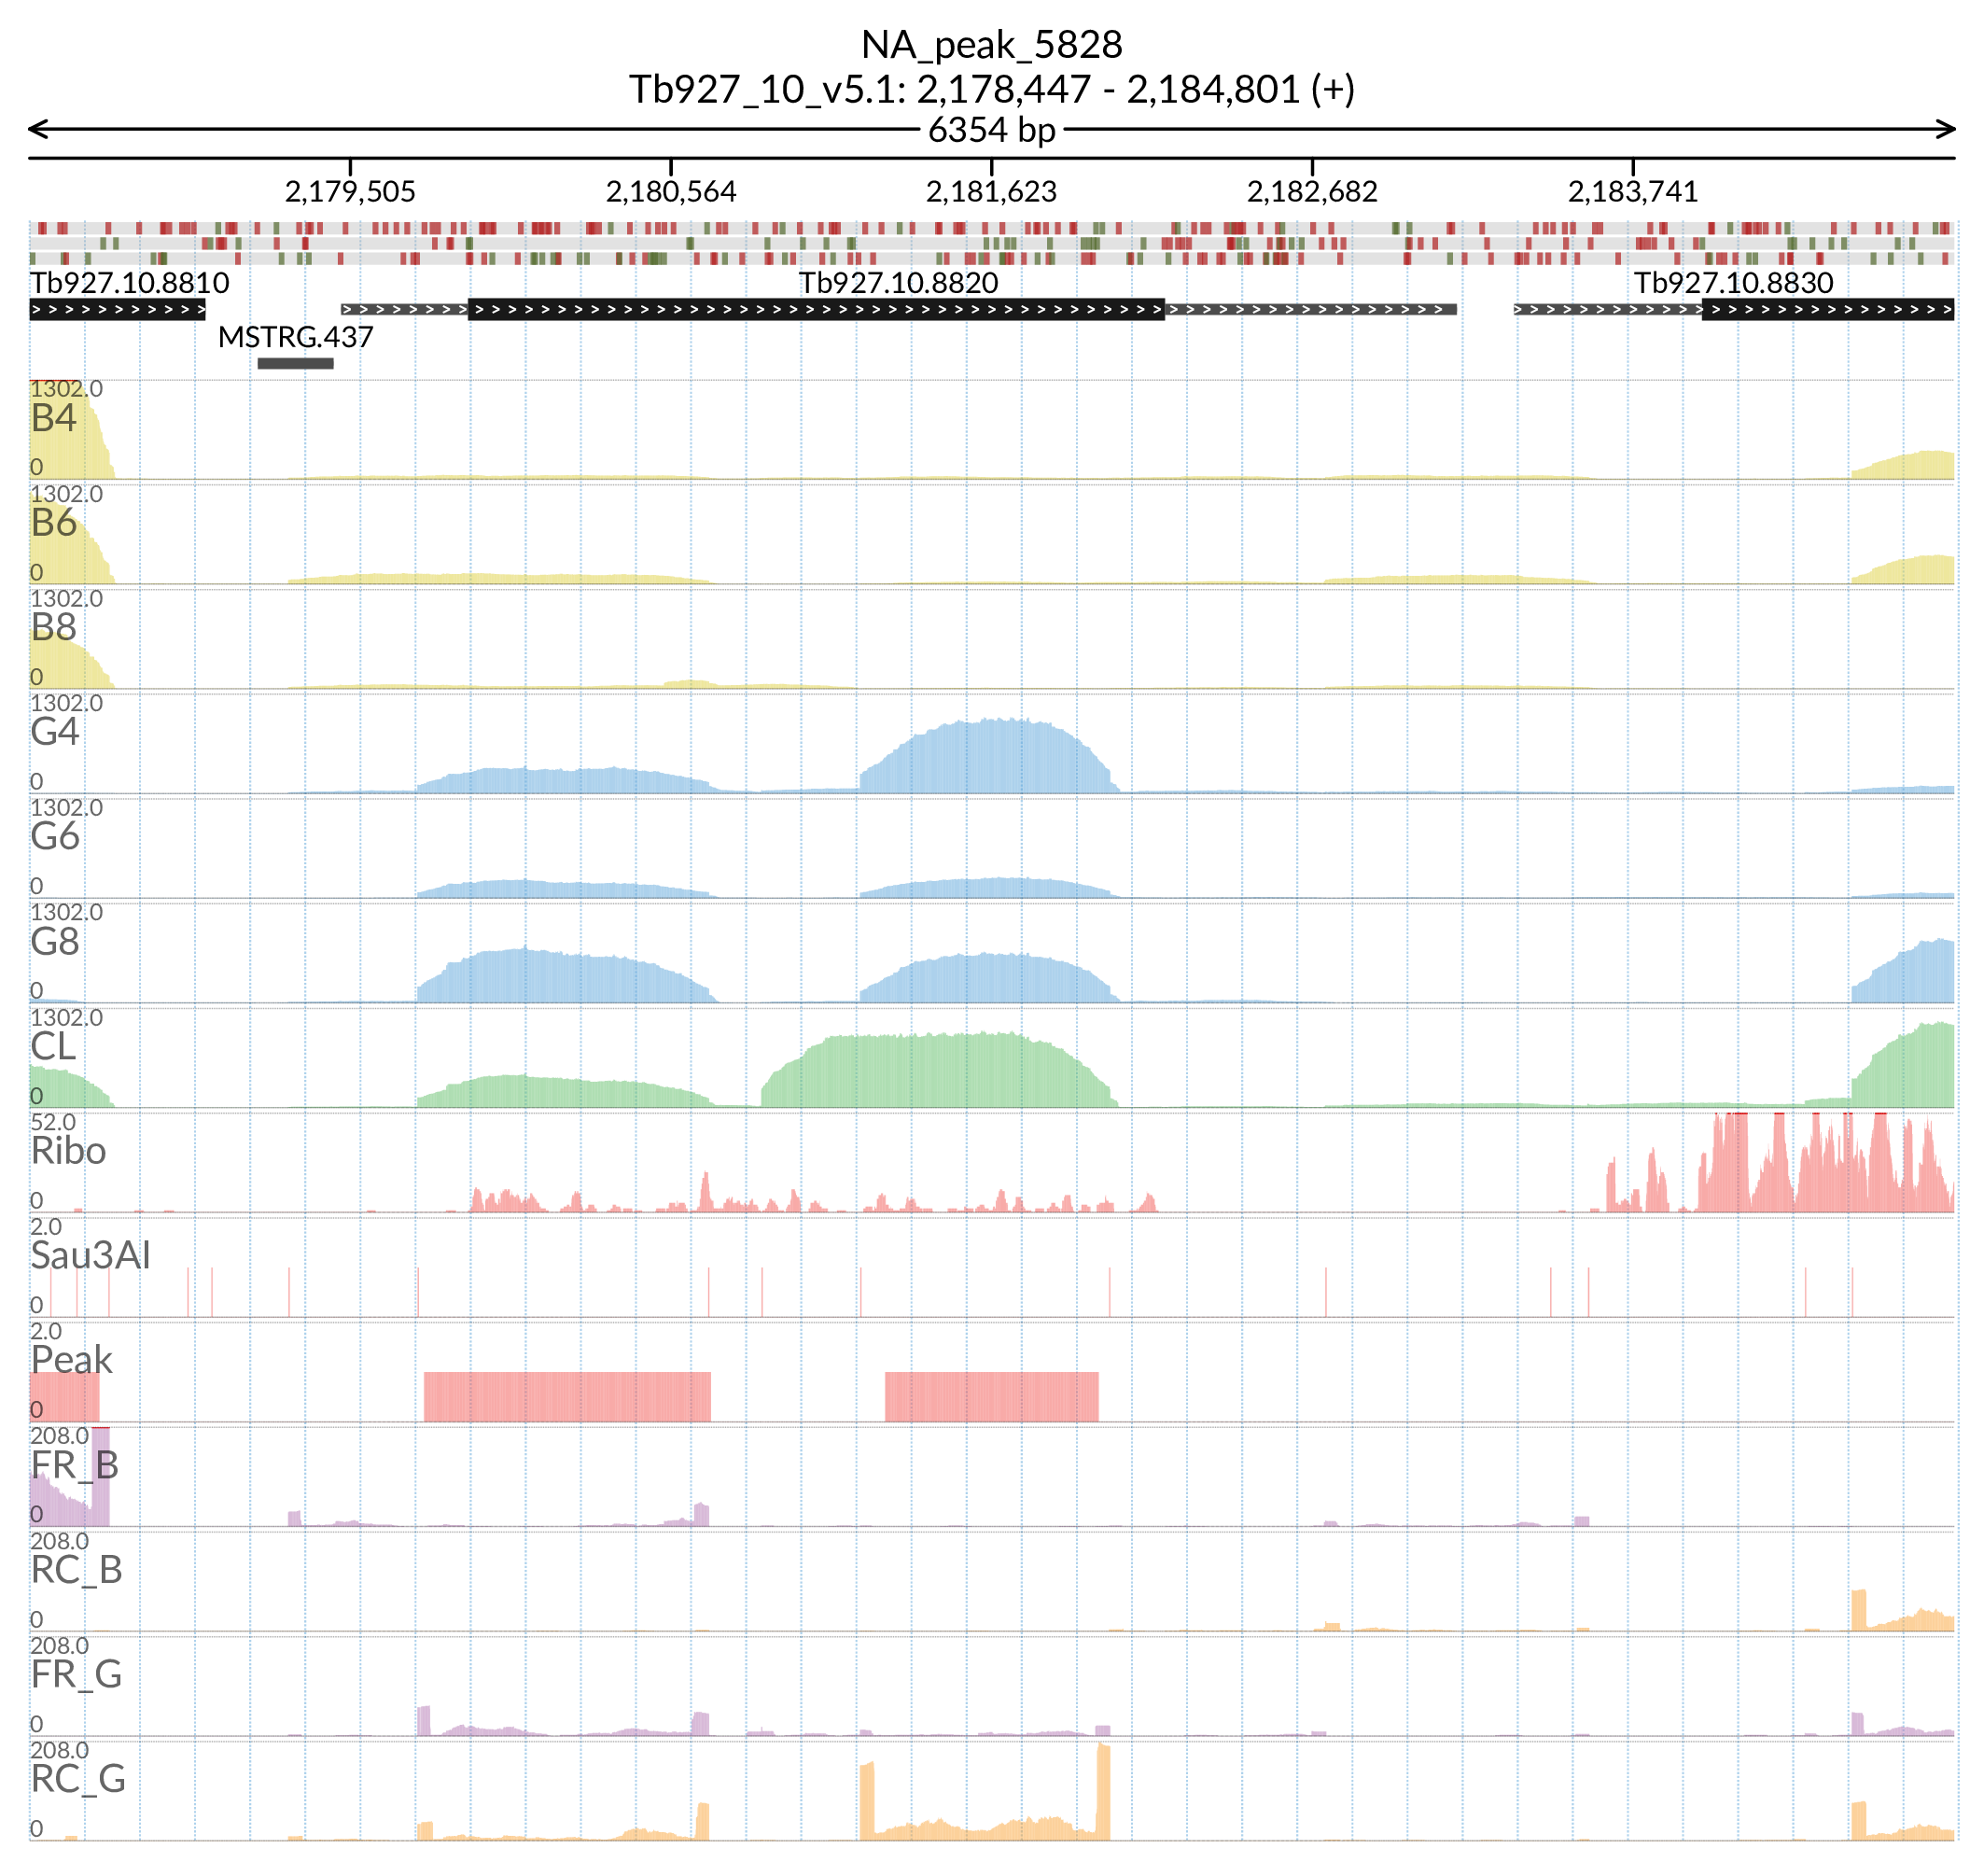 NA_peak_5828
Tb927_10_v5.1: 2,178,447 - 2,184,801 (+)
6354 bp
2,179,505 2,180,564 2,181,623 2,182,682 2,183,741
Tb927.10.8810 Tb927.10.8820 Tb927.10.8830
MSTRG.437
1302.0
B4
0
1302.0
B6
0
1302.0
B8
0
1302.0
G4
0
1302.0
G6
0
1302.0
G8
0
1302.0
CL
0
52.0
Ribo
0
2.0
Sau3AI
0
2.0
Peak
0
208.0
FR_B
0
208.0
RC_B
0
208.0
FR_G
0
208.0
RC_G
0